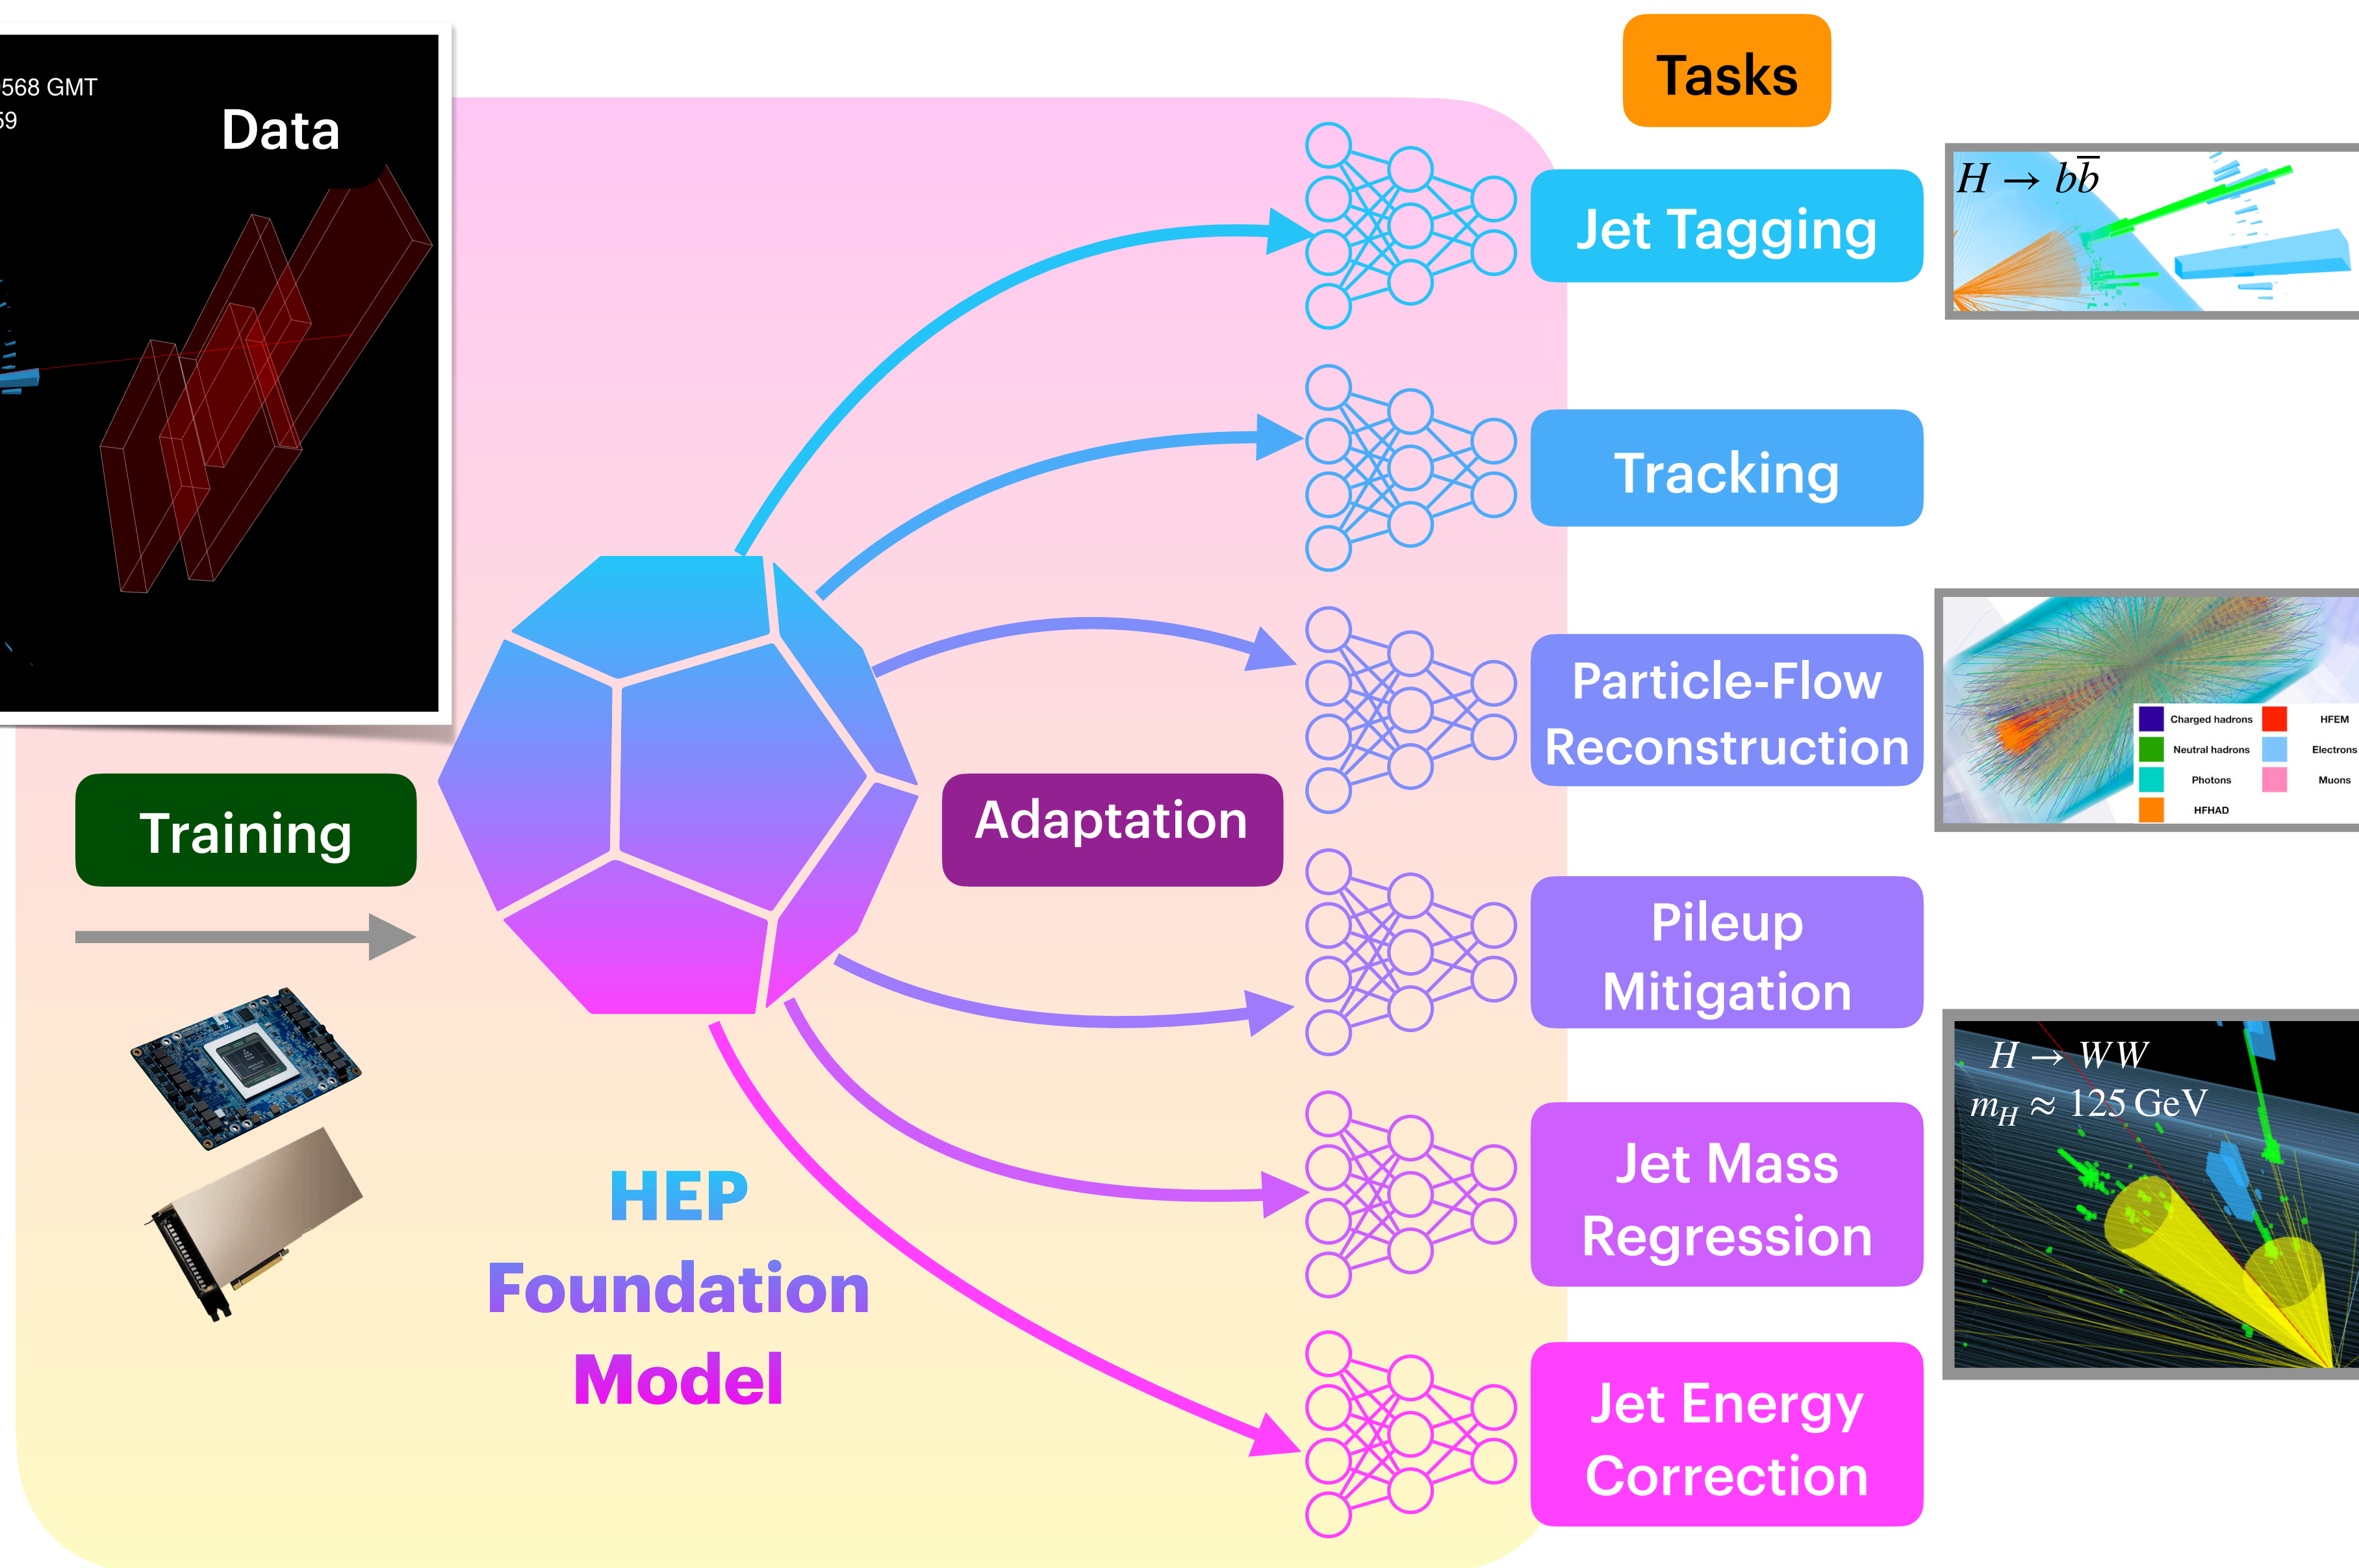 568 GMT
59
Data
Tasks
H → bb̅
Jet Tagging
Tracking
Particle-Flow
Reconstruction
Charged hadrons
HFEM
Neutral hadrons
Electrons
Photons
Muons
HFHAD
Training
Adaptation
Pileup
Mitigation
H → WW
m_H ≈ 125 GeV
Jet Mass
Regression
HEP
Foundation
Model
Jet Energy
Correction